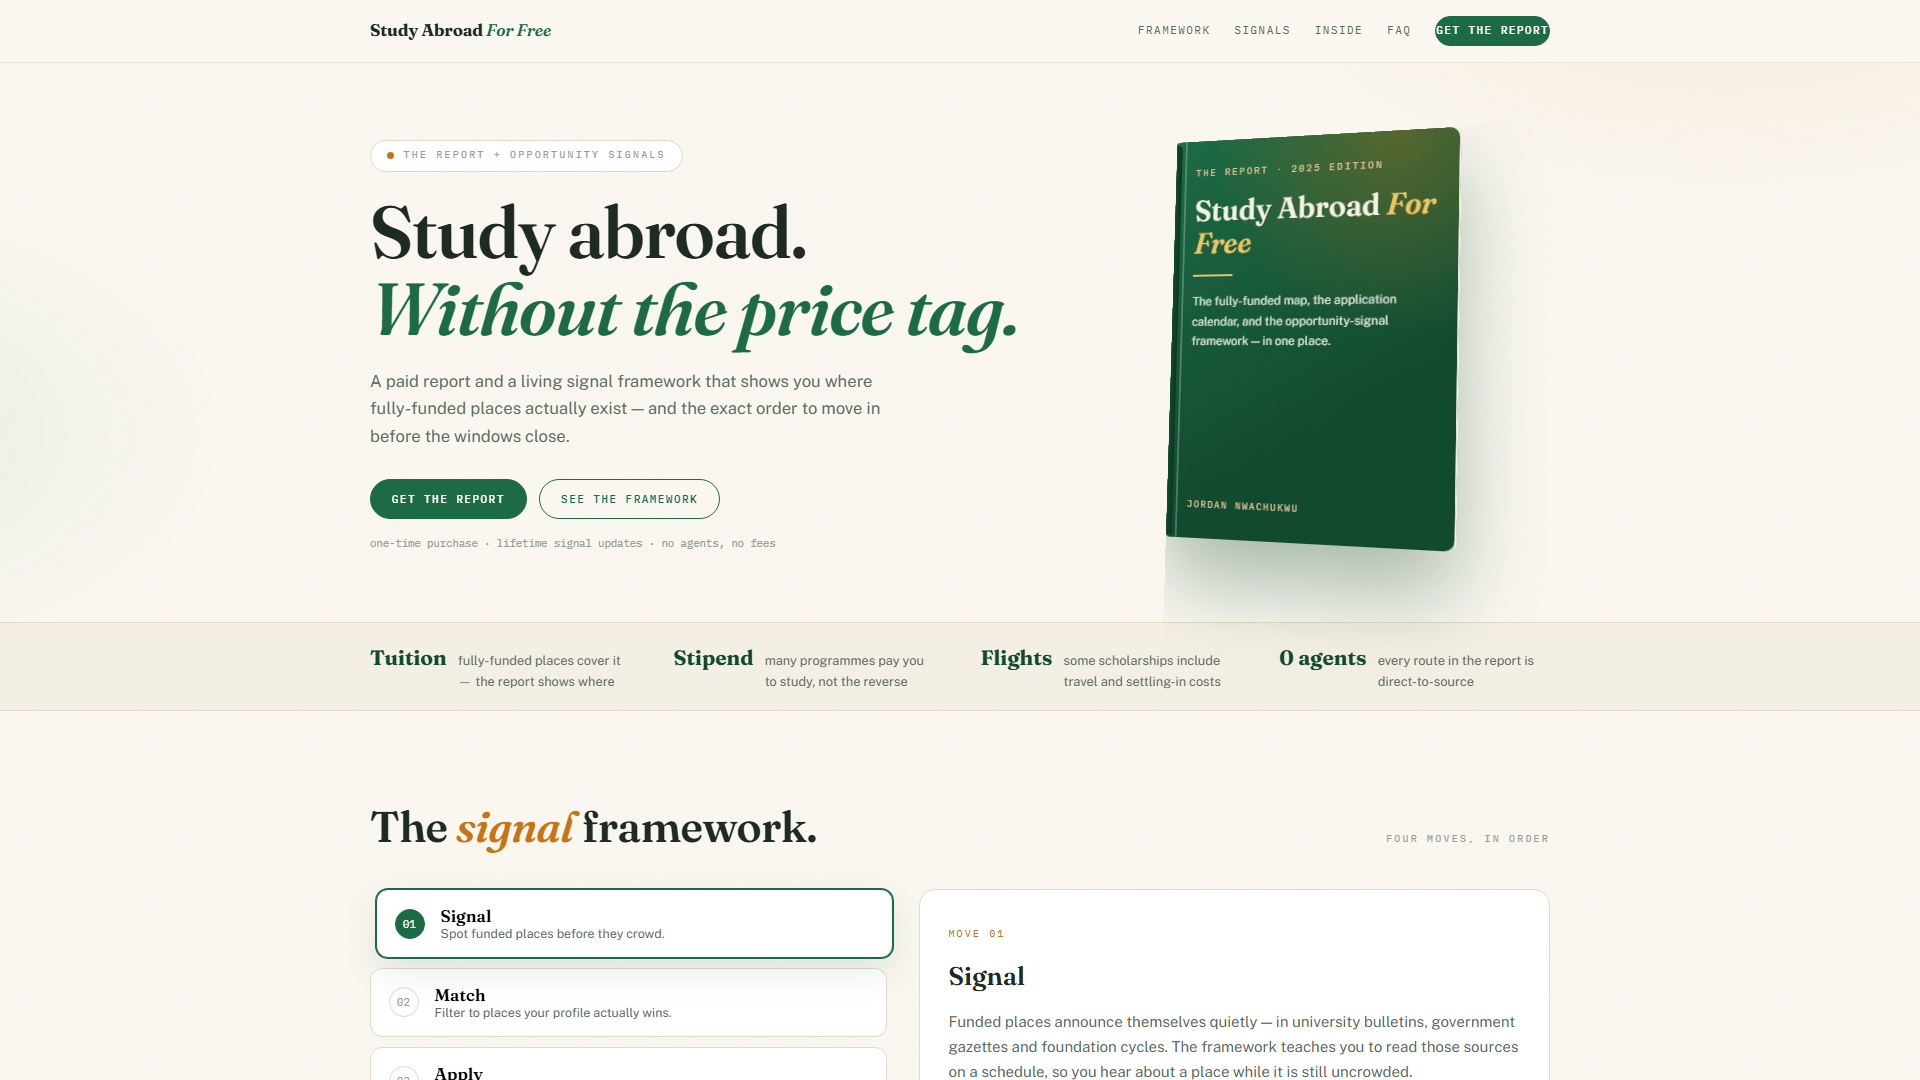 Study Abroad For Free
FRAMEWORK
SIGNALS
INSIDE
FAQ
GET THE REPORT
THE REPORT + OPPORTUNITY SIGNALS
Study abroad.
Without the price tag.
A paid report and a living signal framework that shows you where
fully-funded places actually exist — and the exact order to move in
before the windows close.
GET THE REPORT
SEE THE FRAMEWORK
one-time purchase · lifetime signal updates · no agents, no fees
THE REPORT · 2025 EDITION
Study Abroad For
Free
The fully-funded map, the application
calendar, and the opportunity-signal
framework — in one place.
JORDAN NWACHUKWU
Tuition
fully-funded places cover it
— the report shows where
Stipend
many programmes pay you
to study, not the reverse
Flights
some scholarships include
travel and settling-in costs
0 agents
every route in the report is
direct-to-source
The signal framework.
FOUR MOVES, IN ORDER
01
Signal
Spot funded places before they crowd.
02
Match
Filter to places your profile actually wins.
03
Apply
MOVE 01
Signal
Funded places announce themselves quietly — in university bulletins, government
gazettes and foundation cycles. The framework teaches you to read those sources
on a schedule, so you hear about a place while it is still uncrowded.